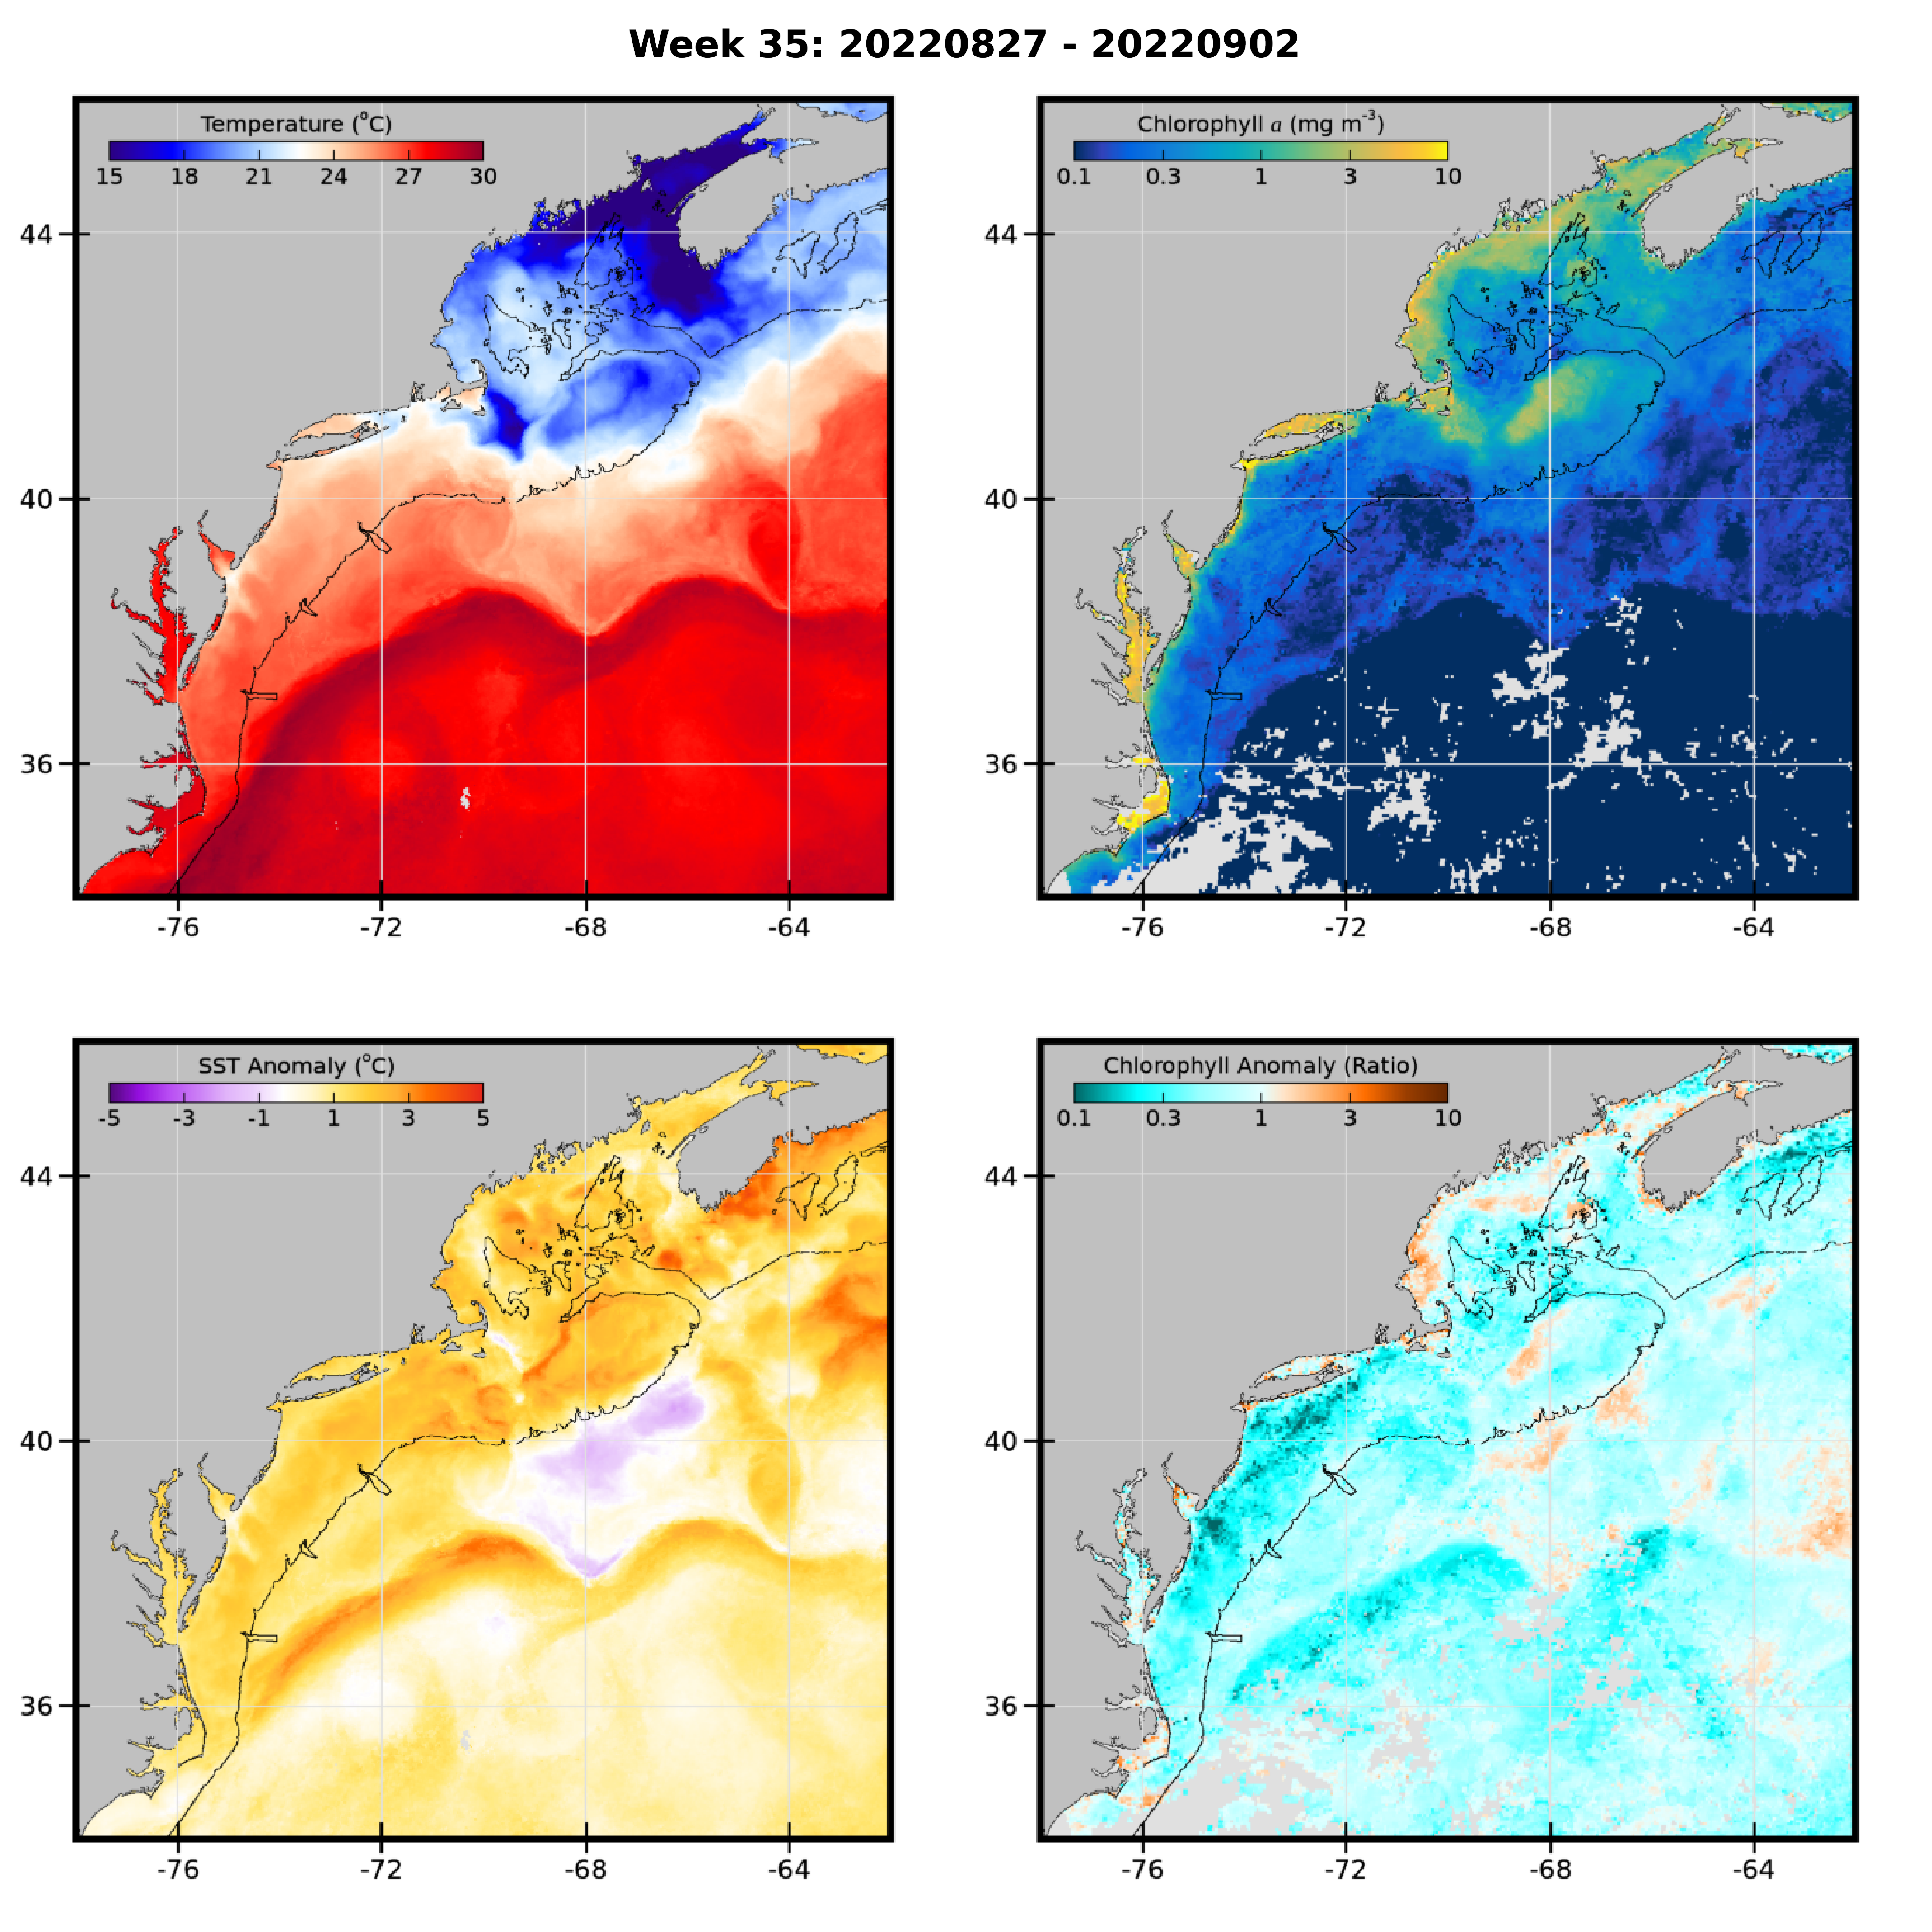 Week 35: 20220827 - 20220902
Temperature (°C)
15 18 21 24 27 30
44
40
36
-76 -72 -68 -64
Chlorophyll a (mg m⁻³)
0.1 0.3 1 3 10
44
40
36
-76 -72 -68 -64
SST Anomaly (°C)
-5 -3 -1 1 3 5
44
40
36
-76 -72 -68 -64
Chlorophyll Anomaly (Ratio)
0.1 0.3 1 3 10
44
40
36
-76 -72 -68 -64